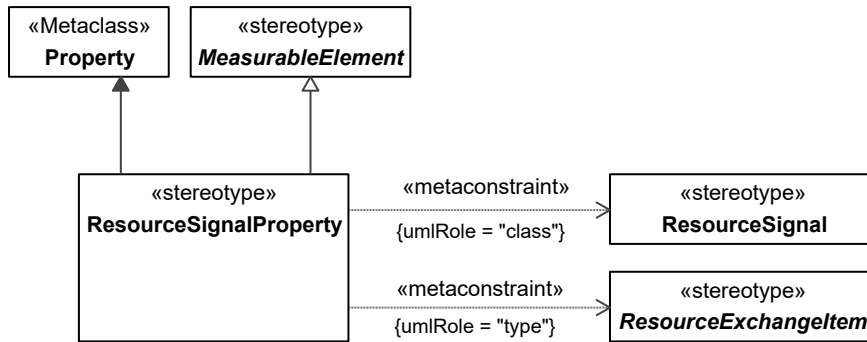 «Metaclass»
Property
«stereotype»
MeasurableElement
«stereotype»
ResourceSignalProperty
«metaconstraint»
{umlRole = "class"}
«stereotype»
ResourceSignal
«metaconstraint»
{umlRole = "type"}
«stereotype»
ResourceExchangeItem